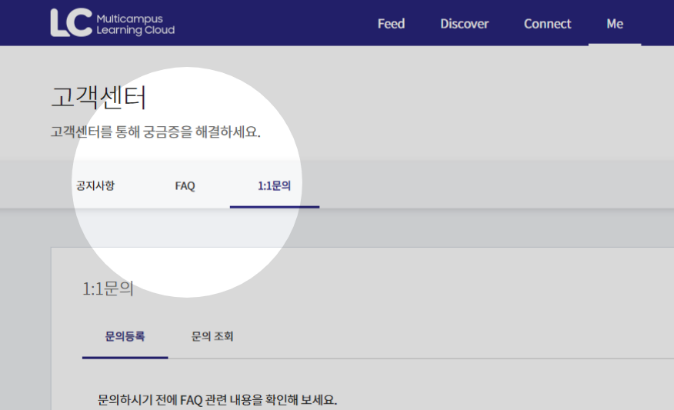 LC Multicampus
Learning Cloud
Feed Discover Connect Me
고객센터
고객센터를 통해 궁금증을 해결하세요.
공지사항 FAQ 1:1문의
1:1문의
문의등록 문의 조회
문의하시기 전에 FAQ 관련 내용을 확인해 보세요.